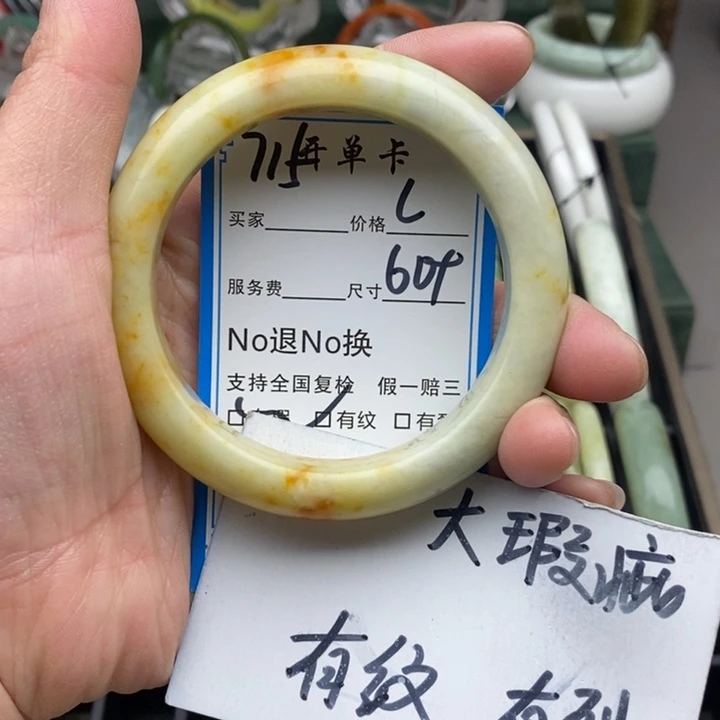 715开单卡
买家 价格 L
服务费 尺寸 60
No退No换
支持全国复检 假一赔三
有纹 有
大瑕疵
有纹 有裂